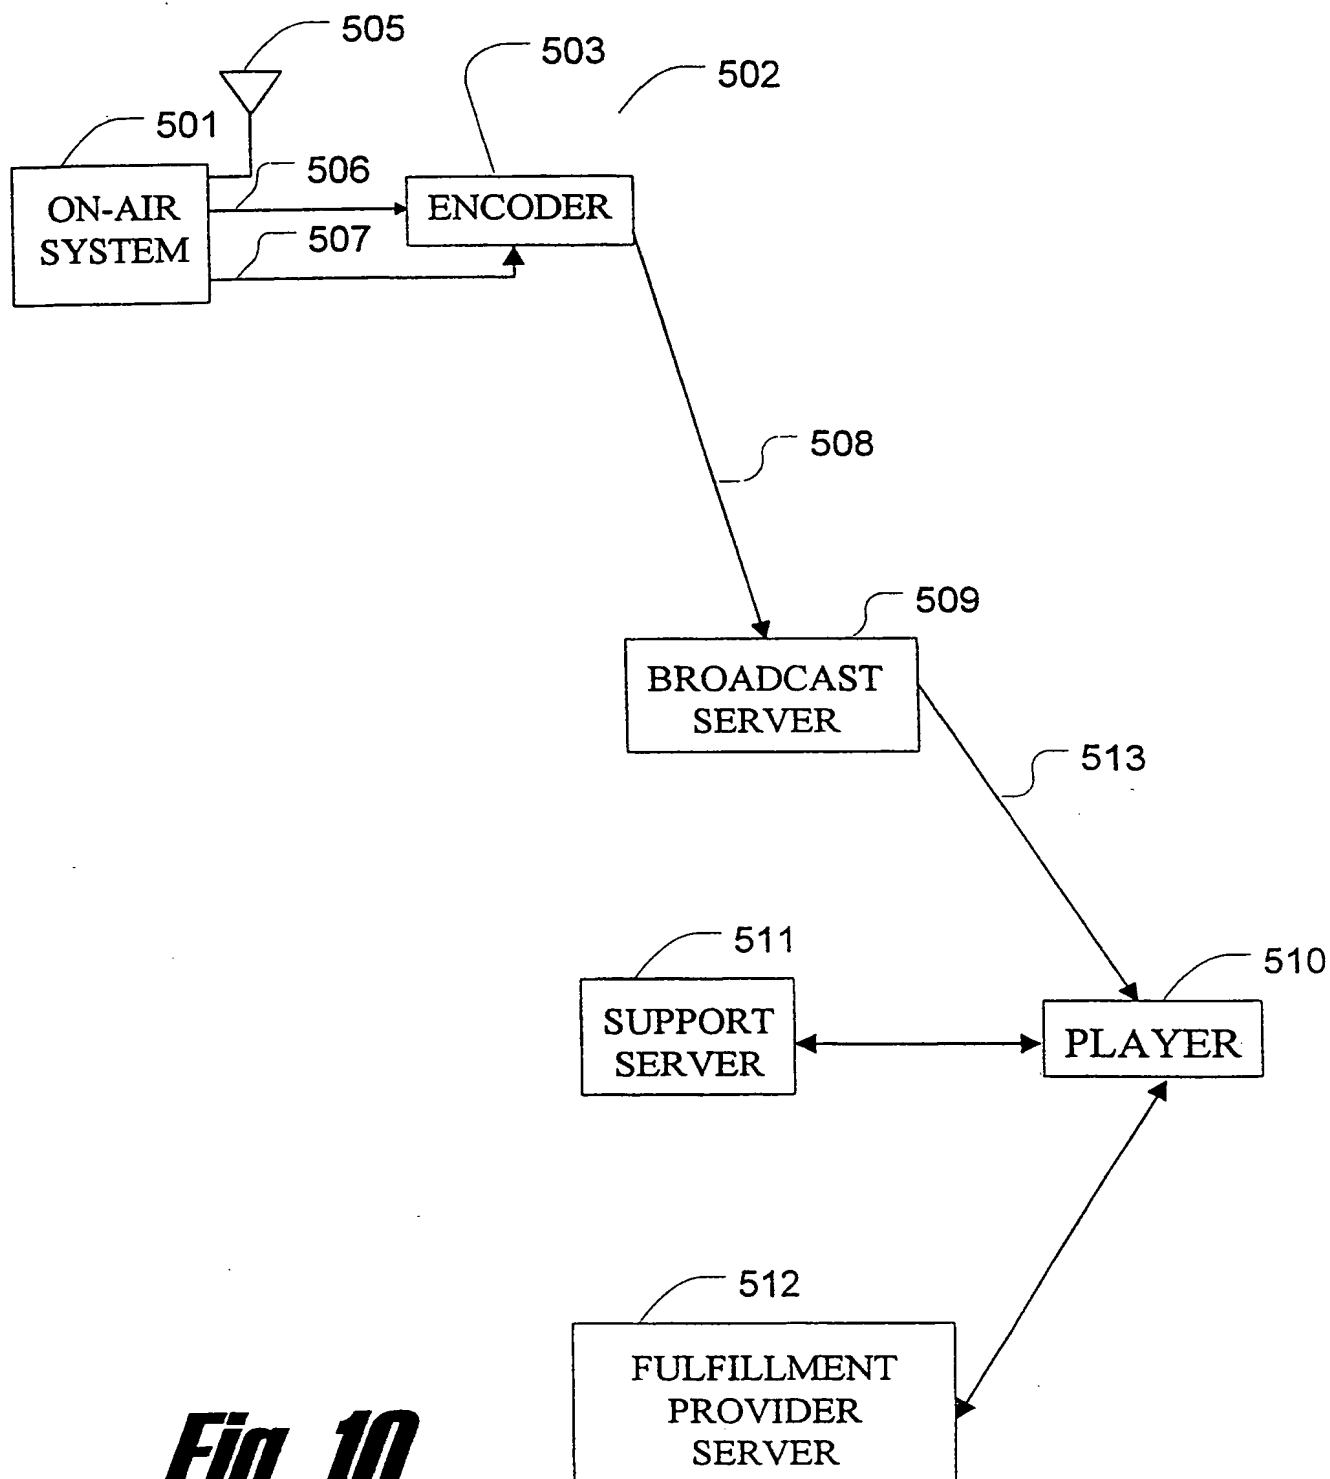 505
503
502
501
506
ON-AIR
SYSTEM
ENCODER
507
508
509
BROADCAST
SERVER
513
511
510
SUPPORT
SERVER
PLAYER
512
FULFILLMENT
PROVIDER
SERVER
Fig 10